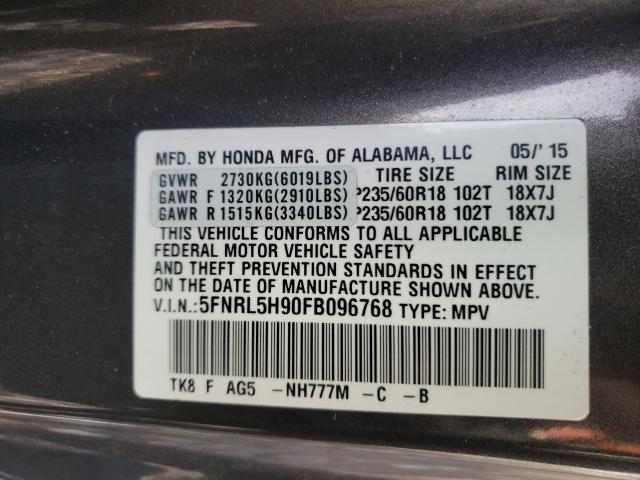 MFD. BY HONDA MFG. OF ALABAMA, LLC 05/' 15
TIRE SIZE RIM SIZE
GVWR 2730KG(6019LBS)
GAWR F 1320KG(2910LBS) P235/60R18 102T 18X7J
GAWR R 1515KG(3340LBS) P235/60R18 102T 18X7J
THIS VEHICLE CONFORMS TO ALL APPLICABLE
FEDERAL MOTOR VEHICLE SAFETY
AND THEFT PREVENTION STANDARDS IN EFFECT
ON THE DATE OF MANUFACTURE SHOWN ABOVE.
V.I.N.: 5FNRL5H90FB096768 TYPE: MPV
TK8 F AG5 -NH777M -C -B